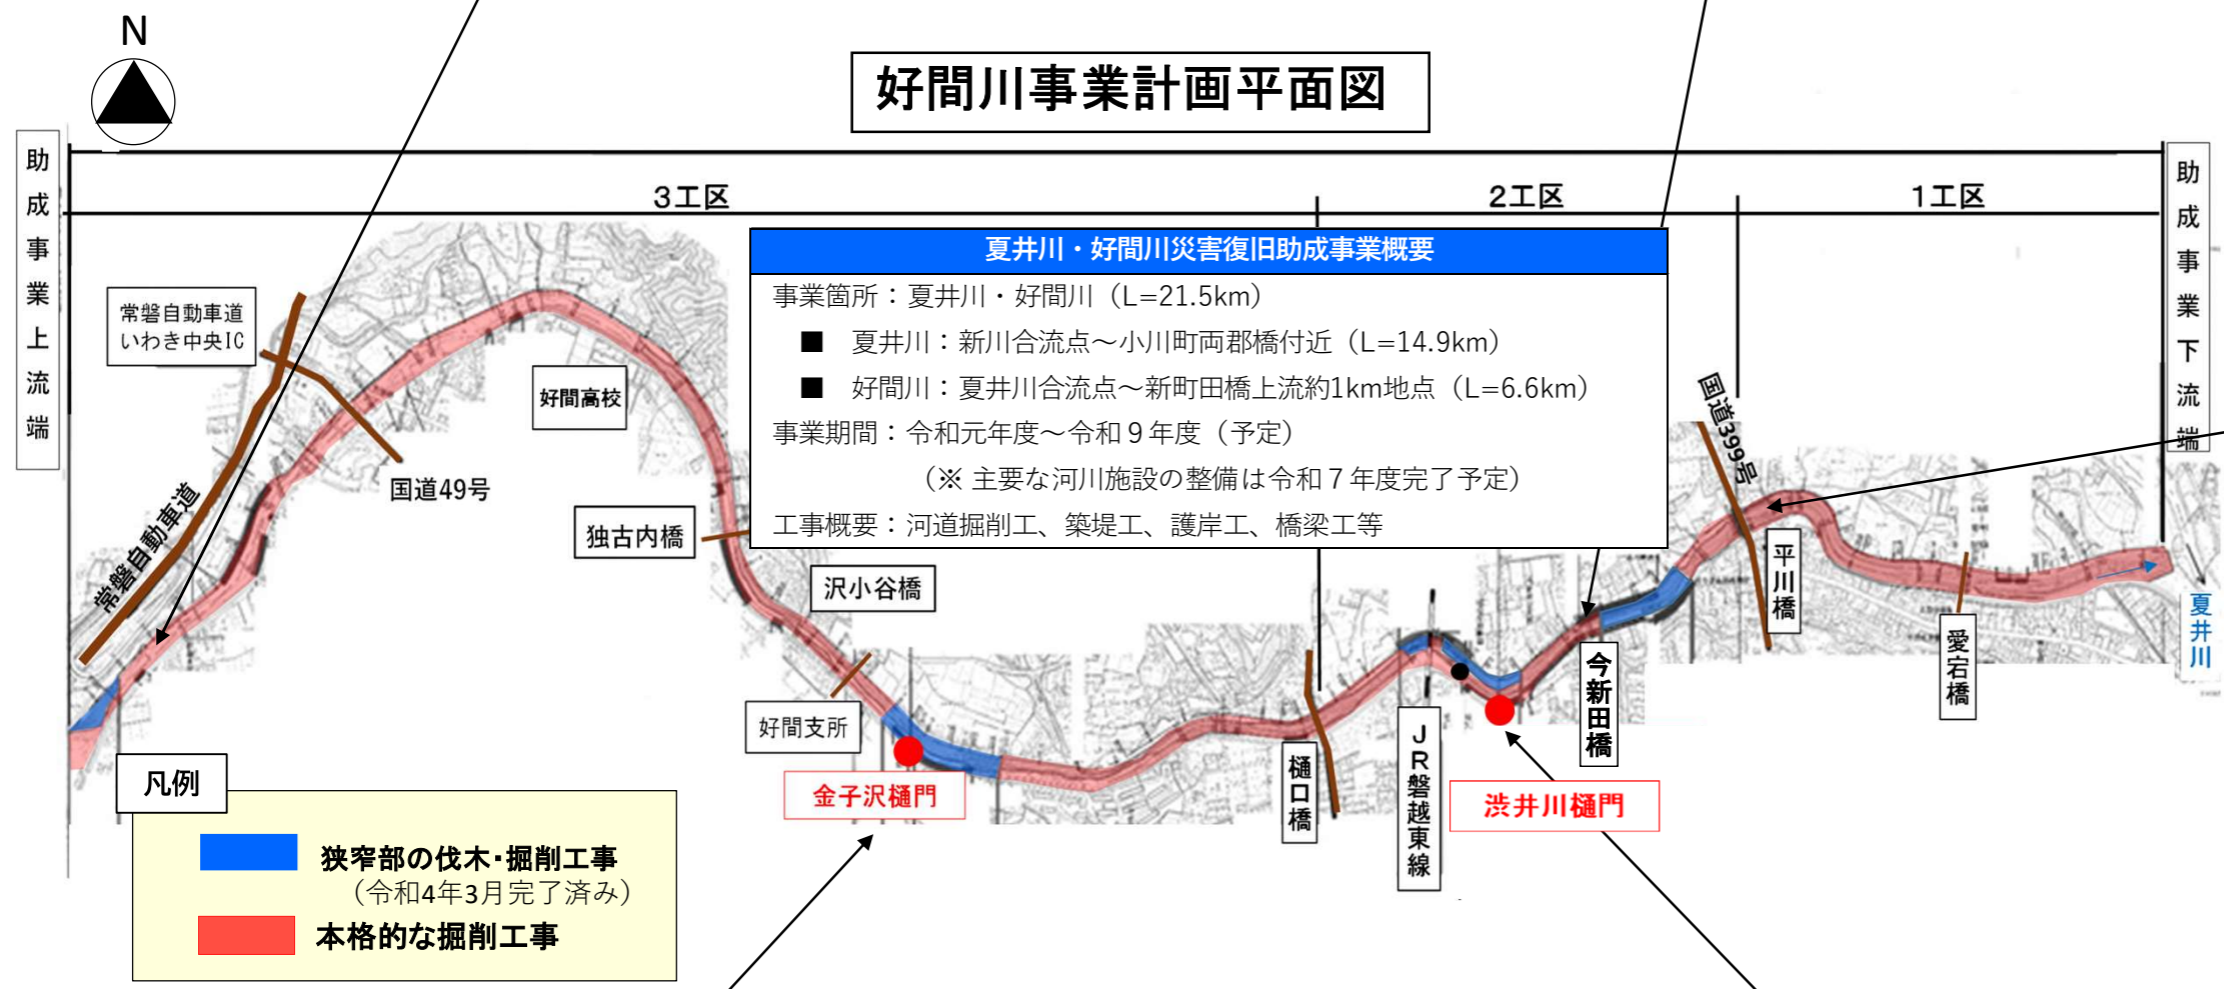 N
好間川事業計画平面図
助成事業上流端
3工区
2工区
1工区
助成事業下流端
夏井川・好間川災害復旧助成事業概要
事業箇所：夏井川・好間川（L=21.5km）
■ 夏井川：新川合流点～小川町両郡橋付近（L=14.9km）
■ 好間川：夏井川合流点～新町田橋上流約1km地点（L=6.6km）
事業期間：令和元年度～令和９年度（予定）
（※ 主要な河川施設の整備は令和７年度完了予定）
工事概要：河道掘削工、築堤工、護岸工、橋梁工等
常磐自動車道
いわき中央IC
好間高校
国道49号
常磐自動車道
独古内橋
沢小谷橋
好間支所
金子沢樋門
樋口橋
JR磐越東線
渋井川樋門
今新田橋
国道399号
平川橋
愛宕橋
夏井川
凡例
狭窄部の伐木・掘削工事
（令和4年3月完了済み）
本格的な掘削工事